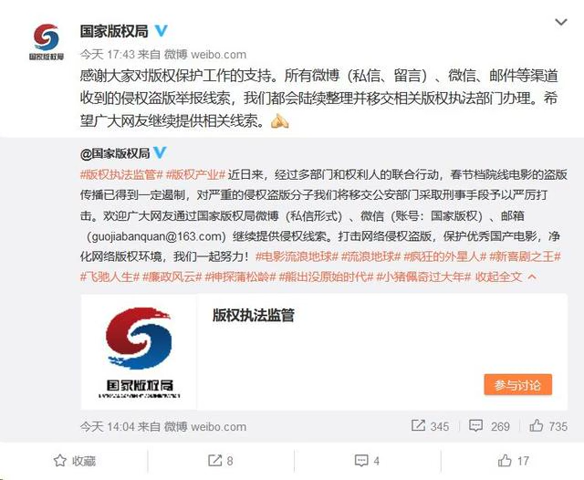 国家版权局
国家版权局
今天 17:43 来自 微博 weibo.com
感谢大家对版权保护工作的支持。所有微博（私信、留言）、微信、邮件等渠道
收到的侵权盗版举报线索，我们都会陆续整理并移交相关版权执法部门办理。希
望广大网友继续提供相关线索。
@国家版权局
#版权执法监管# #版权产业# 近日来，经过多部门和权利人的联合行动，春节档院线电影的盗版
传播已得到一定遏制，对严重的侵权盗版分子我们将移交公安部门采取刑事手段予以严厉打
击。欢迎广大网友通过国家版权局微博（私信形式）、微信（账号：国家版权）、邮箱
（guojiabanquan@163.com）继续提供侵权线索。打击网络侵权盗版，保护优秀国产电影，净
化网络版权环境，我们一起努力！#电影流浪地球# #流浪地球# #疯狂的外星人# #新喜剧之王#
#飞驰人生# #廉政风云# #神探蒲松龄# #熊出没原始时代# #小猪佩奇过大年# 收起全文
版权执法监管
国家版权局
参与讨论
今天 14:04 来自 微博 weibo.com
345
269
735
收藏
8
4
17